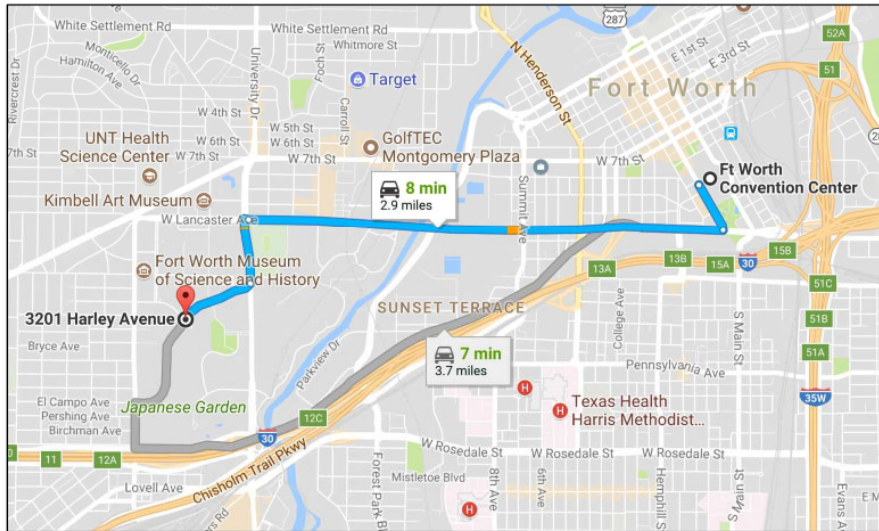 White Settlement Rd
White Settlement Rd
Whitmore St
Rivercrest Dr
Monticello Dr
Hamilton Ave
University Dr
Foch St
Target
N Henderson St
287
E 1st St
E 3rd St
52A
51
Fort Worth
W 4th St
Carroll St
W 5th St
UNT Health
Science Center
W 6th St
W 6th St
W 7th St
W 7th St
7th St
GolfTEC
Montgomery Plaza
W 7th St
Ft Worth
Convention Center
Kimbell Art Museum
8 min
2.9 miles
Summit Ave
W Lancaster Ave
Fort Worth Museum
of Science and History
13A
13B
15A
30
15B
51C
3201 Harley Avenue
SUNSET TERRACE
College Ave
S Main St
51B
Bryce Ave
Parkview Dr
7 min
3.7 miles
51A
Pennsylvania Ave
H
El Campo Ave
Pershing Ave
Birchman Ave
Japanese Garden
12C
H
Texas Health
Harris Methodist...
35W
30
11
12A
Chisholm Trail Pkwy
W Rosedale St
W Rosedale St
Lovell Ave
Forest Park Bl
Mistletoe Blvd
8th Ave
6th Ave
Hemphill St
S Main St
Evans A
H